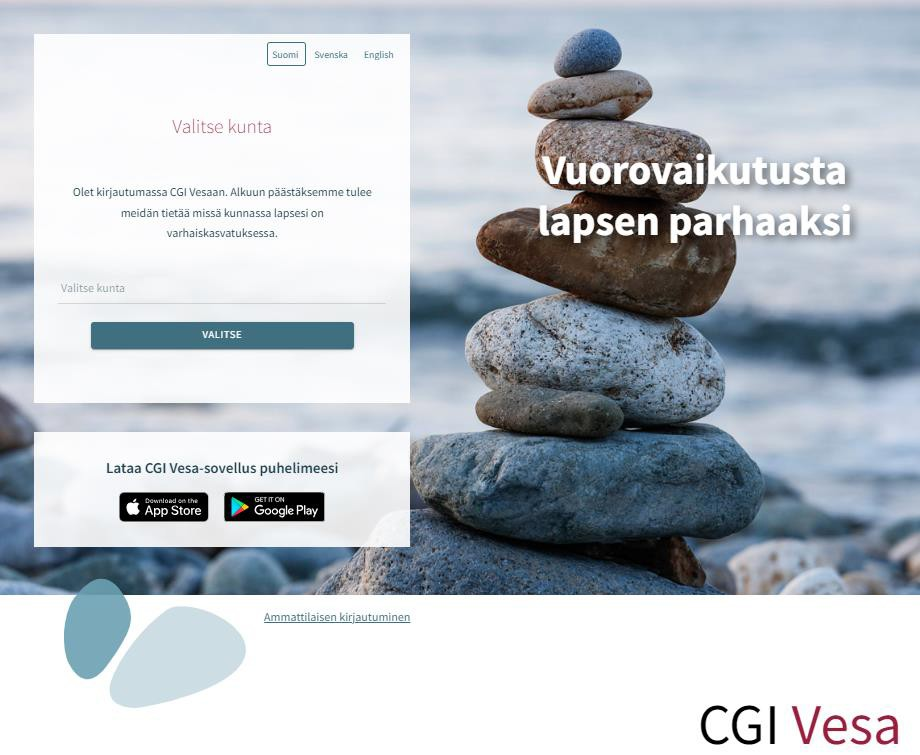 Suomi Svenska English
Valitse kunta
Olet kirjautumassa CGI Vesaan. Alkuun päästäksemme tulee
meidän tietää missä kunnassa lapsesi on
varhaiskasvatuksessa.
Valitse kunta
VALITSE
Vuorovaikutusta
lapsen parhaaksi
Lataa CGI Vesa-sovellus puhelimeesi
Download on the
App Store
GET IT ON
Google Play
Ammattilaisen kirjautuminen
CGI Vesa